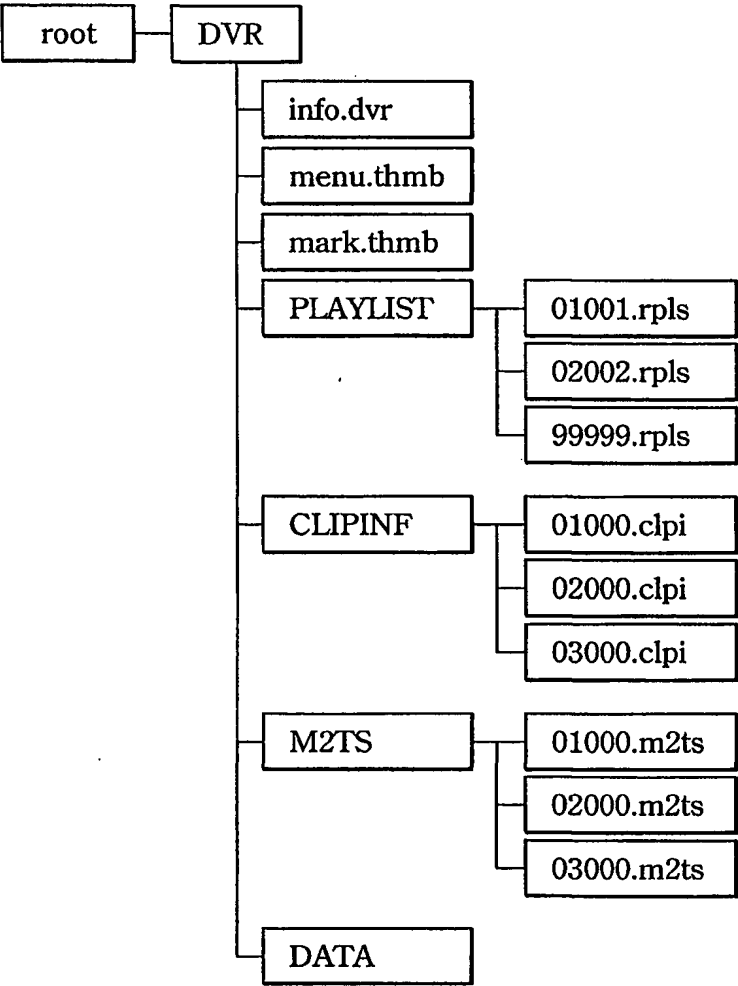 root
DVR
info.dvr
menu.thmb
mark.thmb
PLAYLIST
01001.rpls
02002.rpls
99999.rpls
CLIPINF
01000.clpi
02000.clpi
03000.clpi
M2TS
01000.m2ts
02000.m2ts
03000.m2ts
DATA